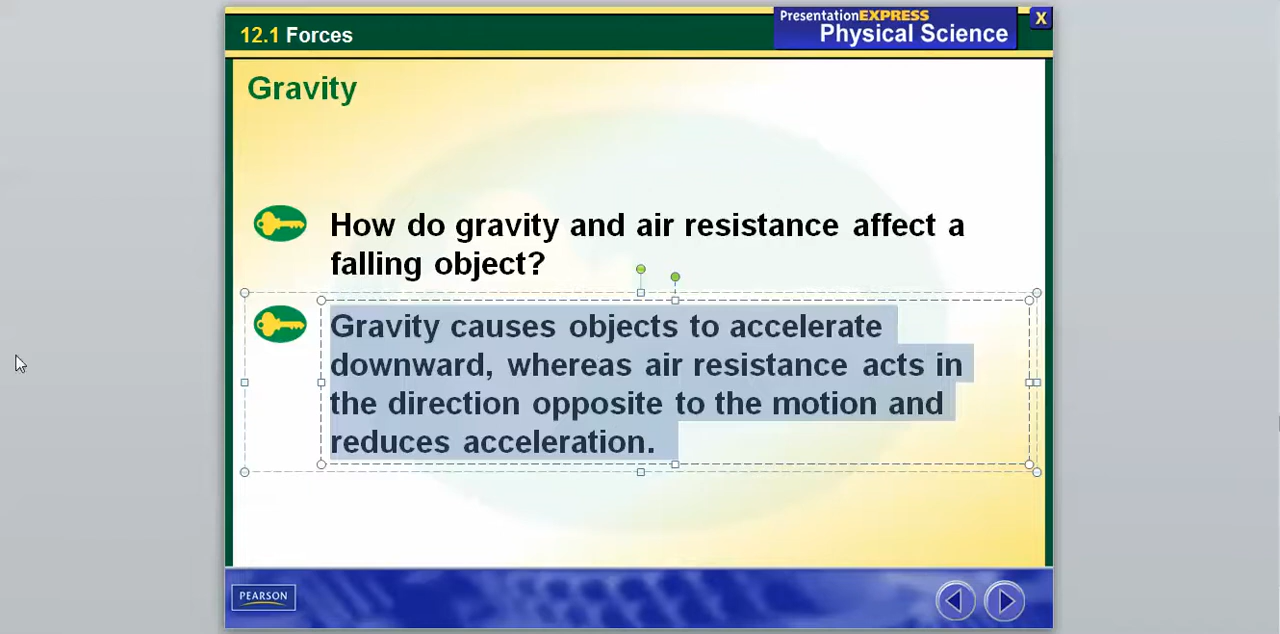 12.1 Forces
PresentationEXPRESS
Physical Science
X
Gravity
How do gravity and air resistance affect a
falling object?
Gravity causes objects to accelerate
downward, whereas air resistance acts in
the direction opposite to the motion and
reduces acceleration.
PEARSON